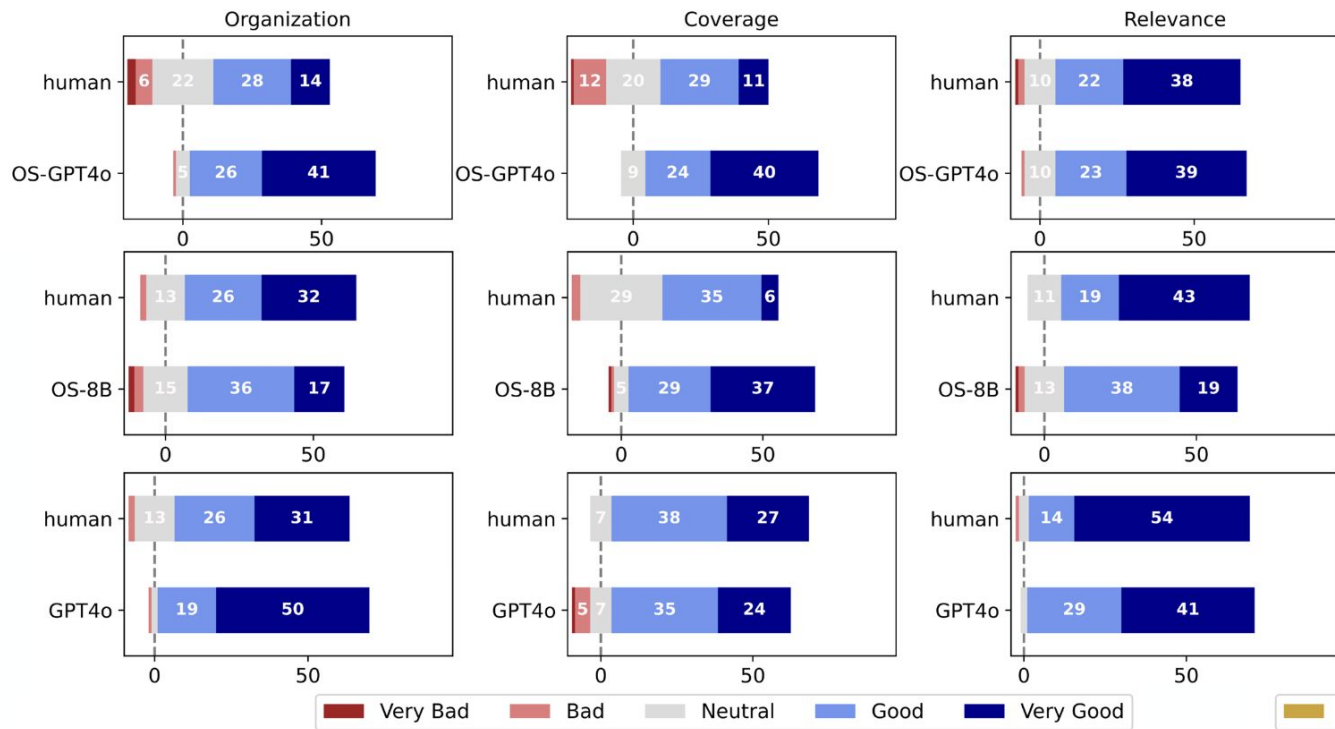 Organization Coverage Relevance
human 6 22 28 14 human 12 20 29 11 human 10 22 38
OS-GPT4o 5 26 41 OS-GPT4o 9 24 40 OS-GPT4o 10 23 39
0 50 0 50 0 50
human 13 26 32 human 29 35 6 human 11 19 43
OS-8B 15 36 17 OS-8B 5 29 37 OS-8B 13 38 19
0 50 0 50 0 50
human 13 26 31 human 7 38 27 human 14 54
GPT4o 19 50 GPT4o 5 7 35 24 GPT4o 29 41
0 50 0 50 0 50
Very Bad Bad Neutral Good Very Good